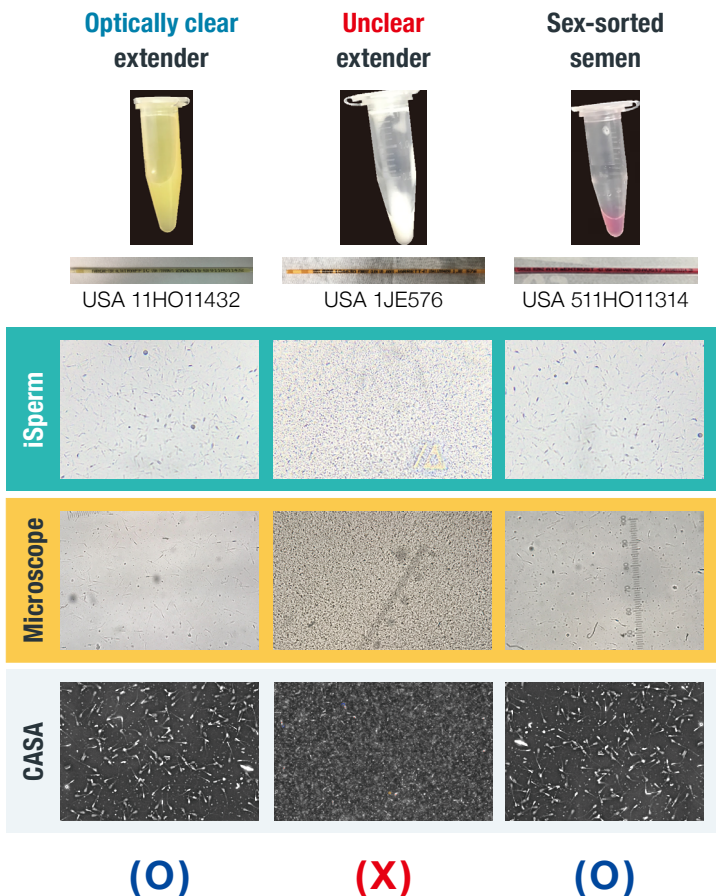 Optically clear
extender
Unclear
extender
Sex-sorted
semen
USA 11HO11432
USA 1JE576
USA 511HO11314
iSperm
Microscope
CASA
(O)
(X)
(O)